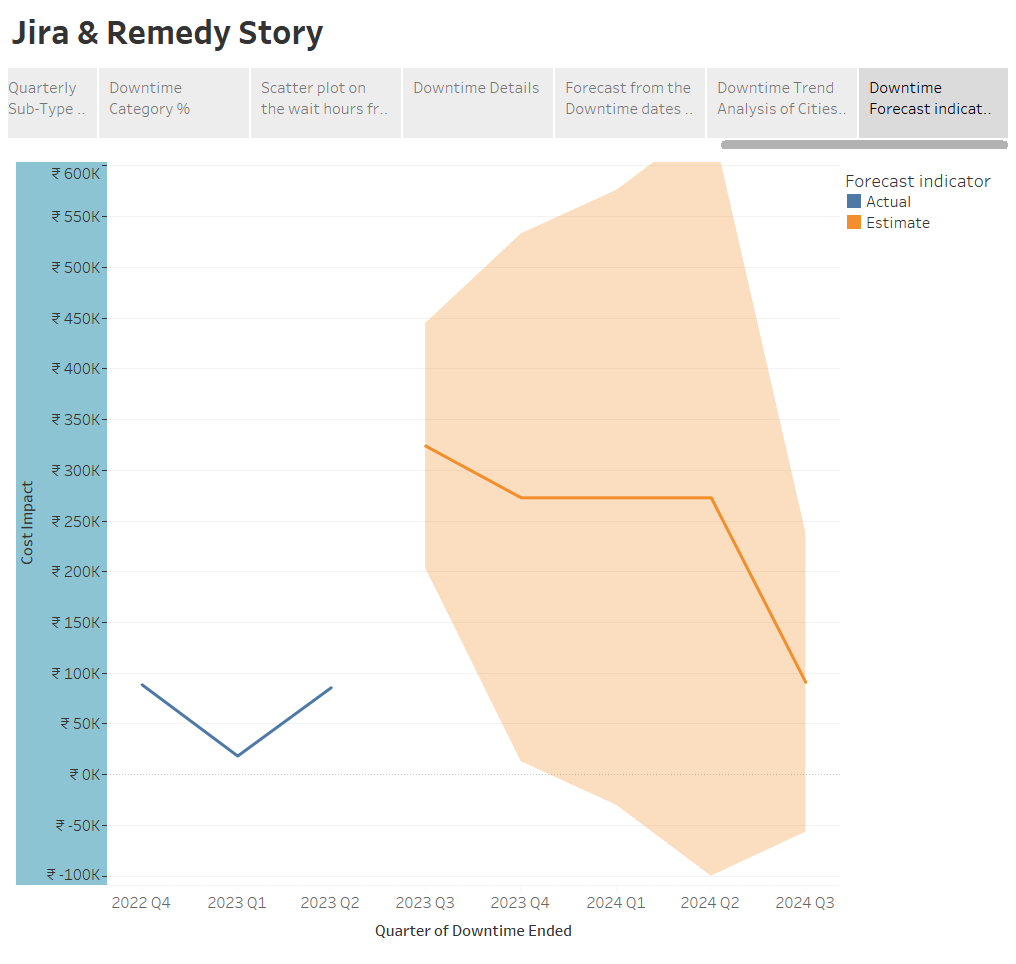 Jira & Remedy Story
Quarterly
Sub-Type ..
Downtime
Category %
Scatter plot on
the wait hours fr..
Downtime Details
Forecast from the
Downtime dates ..
Downtime Trend
Analysis of Cities..
Downtime
Forecast indicat..
₹ 600K
₹ 550K
₹ 500K
₹ 450K
₹ 400K
₹ 350K
₹ 300K
₹ 250K
₹ 200K
₹ 150K
₹ 100K
₹ 50K
₹ 0K
₹ -50K
₹ -100K
Cost Impact
2022 Q4 2023 Q1 2023 Q2 2023 Q3 2023 Q4 2024 Q1 2024 Q2 2024 Q3
Quarter of Downtime Ended
Forecast indicator
Actual
Estimate